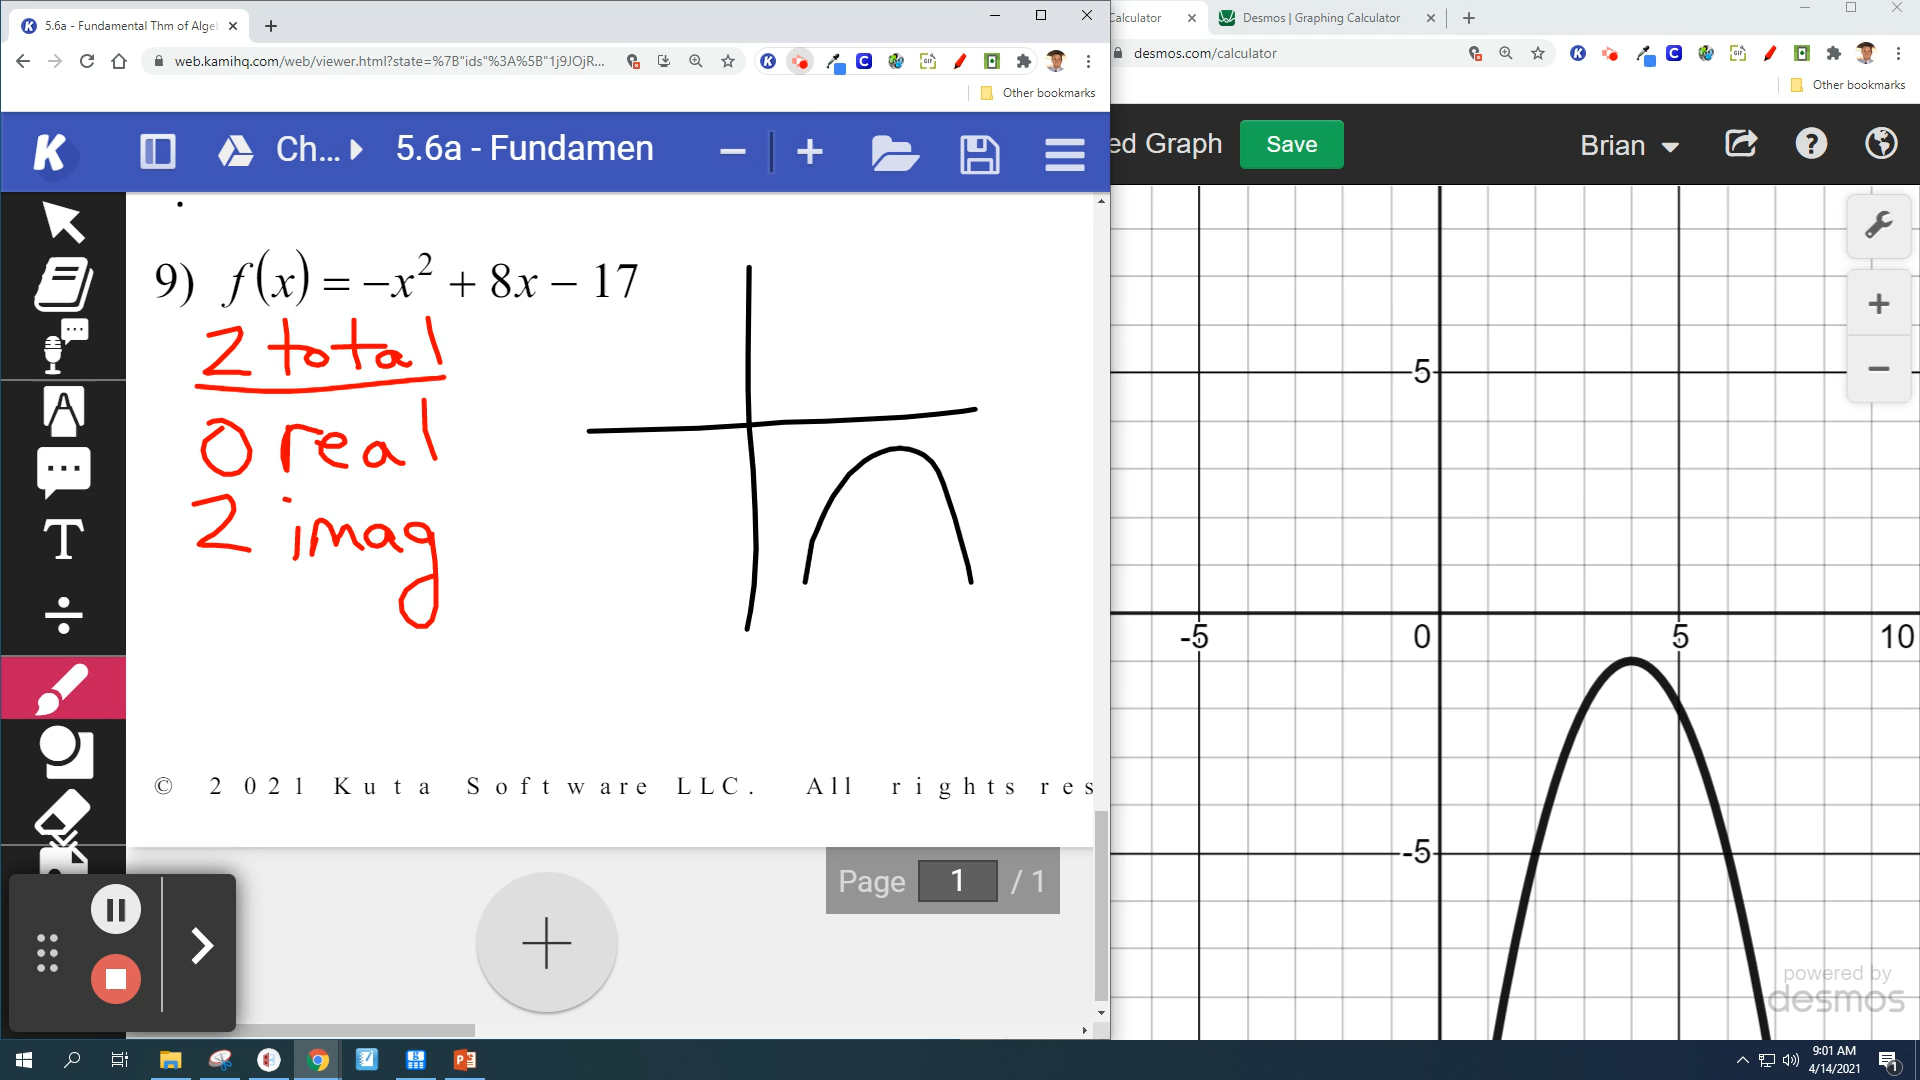 5.6a - Fundamental Thm of Alge
web.kamihq.com/web/viewer.html?state=%7B"ids"%3A%5B"1j9JOjR...
Other bookmarks
Ch... 5.6a - Fundamen
9) f(x) = −x² + 8x − 17
2 total
0 real
2 imag
© 2021 Kuta Software LLC. All rights res
Page 1 / 1
Calculator
Desmos | Graphing Calculator
desmos.com/calculator
Other bookmarks
ed Graph Save Brian
5
-5 0 5 10
-5
powered by
desmos
9:01 AM
4/14/2021